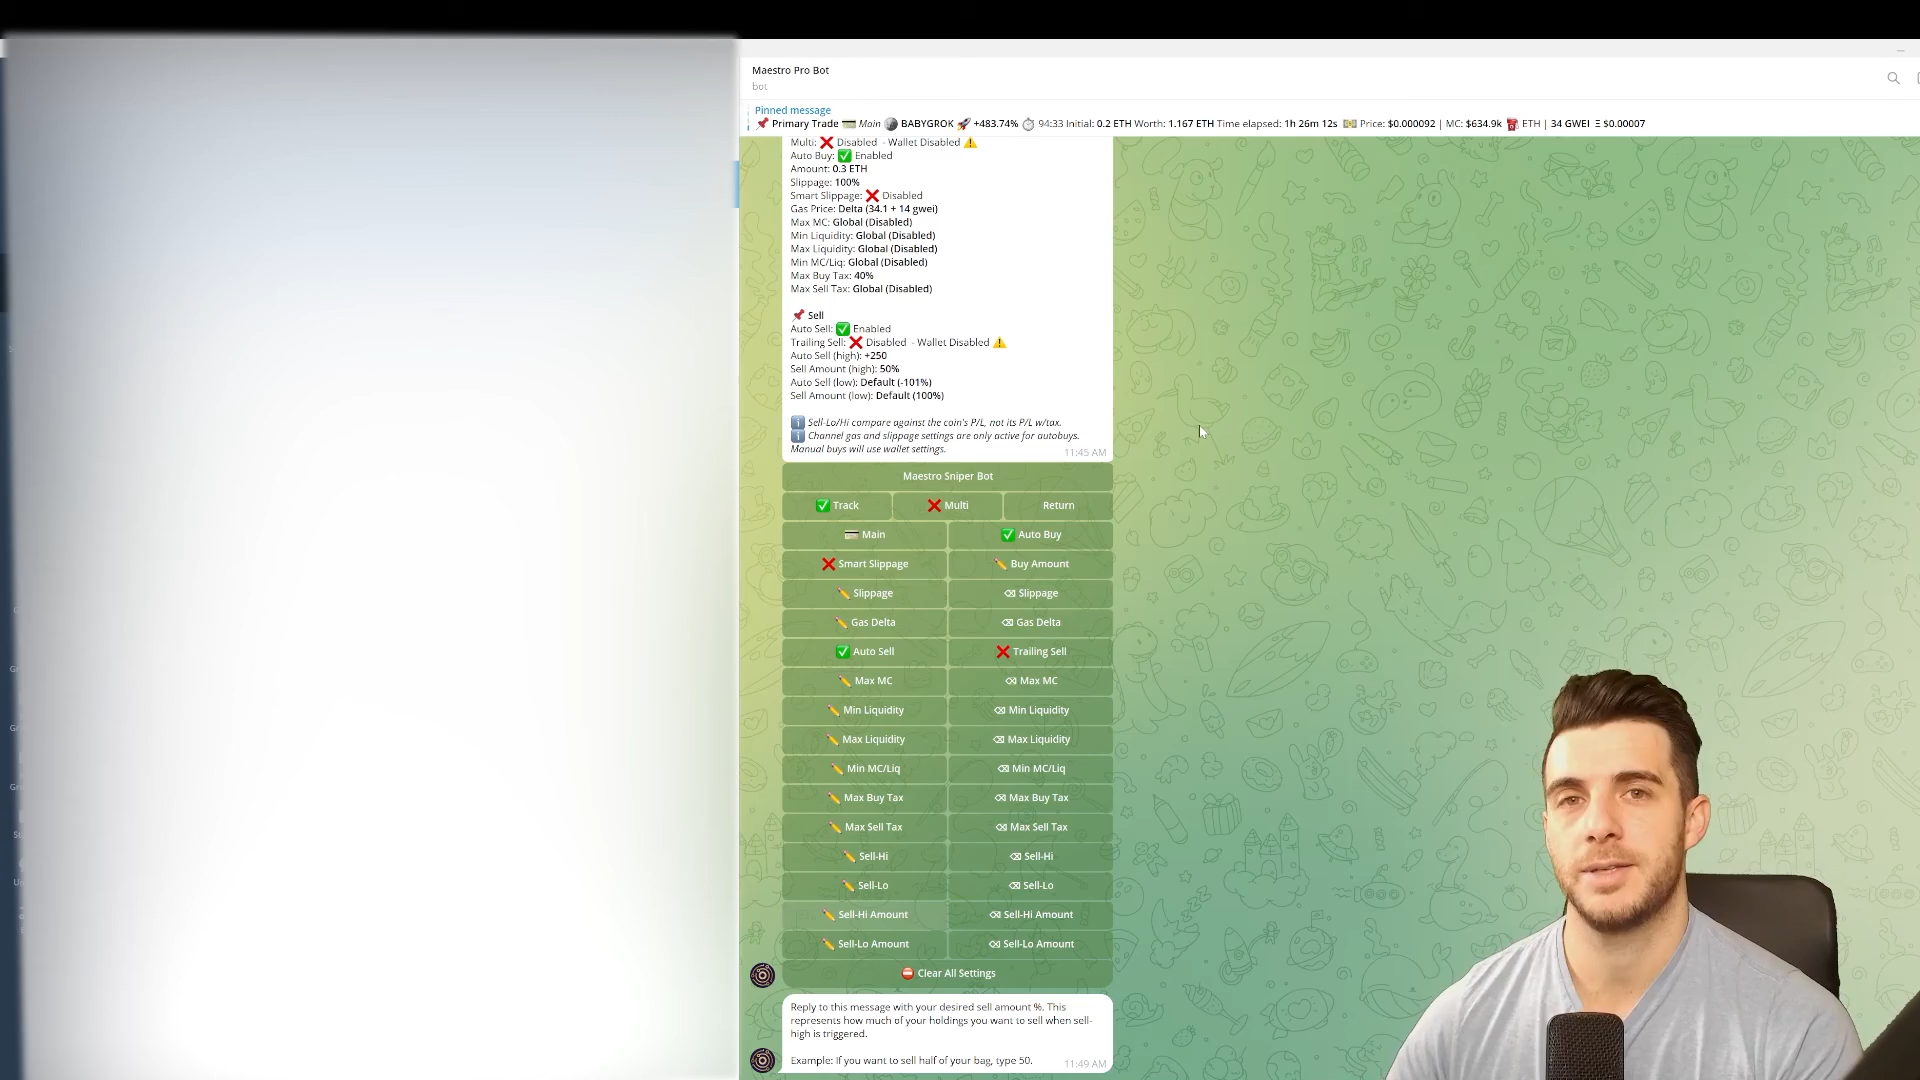 Maestro Pro Bot
bot
Pinned message
📌 Primary Trade 💳 Main 🌑 BABYGROK 🚀 +483.74% ⏱ 94:33 Initial: 0.2 ETH Worth: 1.167 ETH Time elapsed: 1h 26m 12s 💴 Price: $0.000092 | MC: $634.9k ⛽ ETH | 34 GWEI Ξ $0.00007
Multi: ❌ Disabled - Wallet Disabled ⚠️
Auto Buy: ✅ Enabled
Amount: 0.3 ETH
Slippage: 100%
Smart Slippage: ❌ Disabled
Gas Price: Delta (34.1 + 14 gwei)
Max MC: Global (Disabled)
Min Liquidity: Global (Disabled)
Max Liquidity: Global (Disabled)
Min MC/Liq: Global (Disabled)
Max Buy Tax: 40%
Max Sell Tax: Global (Disabled)
📌 Sell
Auto Sell: ✅ Enabled
Trailing Sell: ❌ Disabled - Wallet Disabled ⚠️
Auto Sell (high): +250
Sell Amount (high): 50%
Auto Sell (low): Default (-101%)
Sell Amount (low): Default (100%)
ℹ️ Sell-Lo/Hi compare against the coin's P/L, not its P/L w/tax.
ℹ️ Channel gas and slippage settings are only active for autobuys.
Manual buys will use wallet settings.
11:45 AM
Maestro Sniper Bot
✅ Track ❌ Multi Return
💳 Main ✅ Auto Buy
❌ Smart Slippage ✏️ Buy Amount
✏️ Slippage ⌫ Slippage
✏️ Gas Delta ⌫ Gas Delta
✅ Auto Sell ❌ Trailing Sell
✏️ Max MC ⌫ Max MC
✏️ Min Liquidity ⌫ Min Liquidity
✏️ Max Liquidity ⌫ Max Liquidity
✏️ Min MC/Liq ⌫ Min MC/Liq
✏️ Max Buy Tax ⌫ Max Buy Tax
✏️ Max Sell Tax ⌫ Max Sell Tax
✏️ Sell-Hi ⌫ Sell-Hi
✏️ Sell-Lo ⌫ Sell-Lo
✏️ Sell-Hi Amount ⌫ Sell-Hi Amount
✏️ Sell-Lo Amount ⌫ Sell-Lo Amount
⛔ Clear All Settings
Reply to this message with your desired sell amount %. This
represents how much of your holdings you want to sell when sell-
high is triggered.
Example: If you want to sell half of your bag, type 50.
11:49 AM